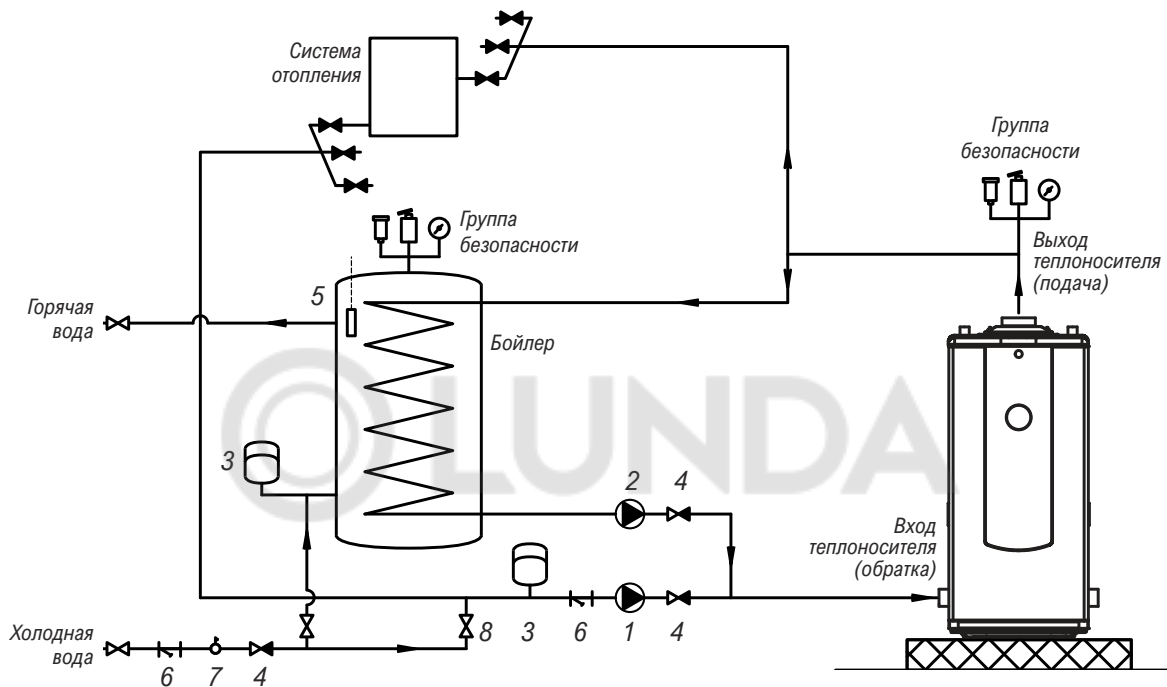 Система
отопления
Группа
безопасности
Группа
безопасности
Выход
теплоносителя
(подача)
5
Горячая
вода
Бойлер
LUNDA
3
2
4
Вход
теплоносителя
(обратка)
Холодная
вода
8
3
6
1
4
6
7
4